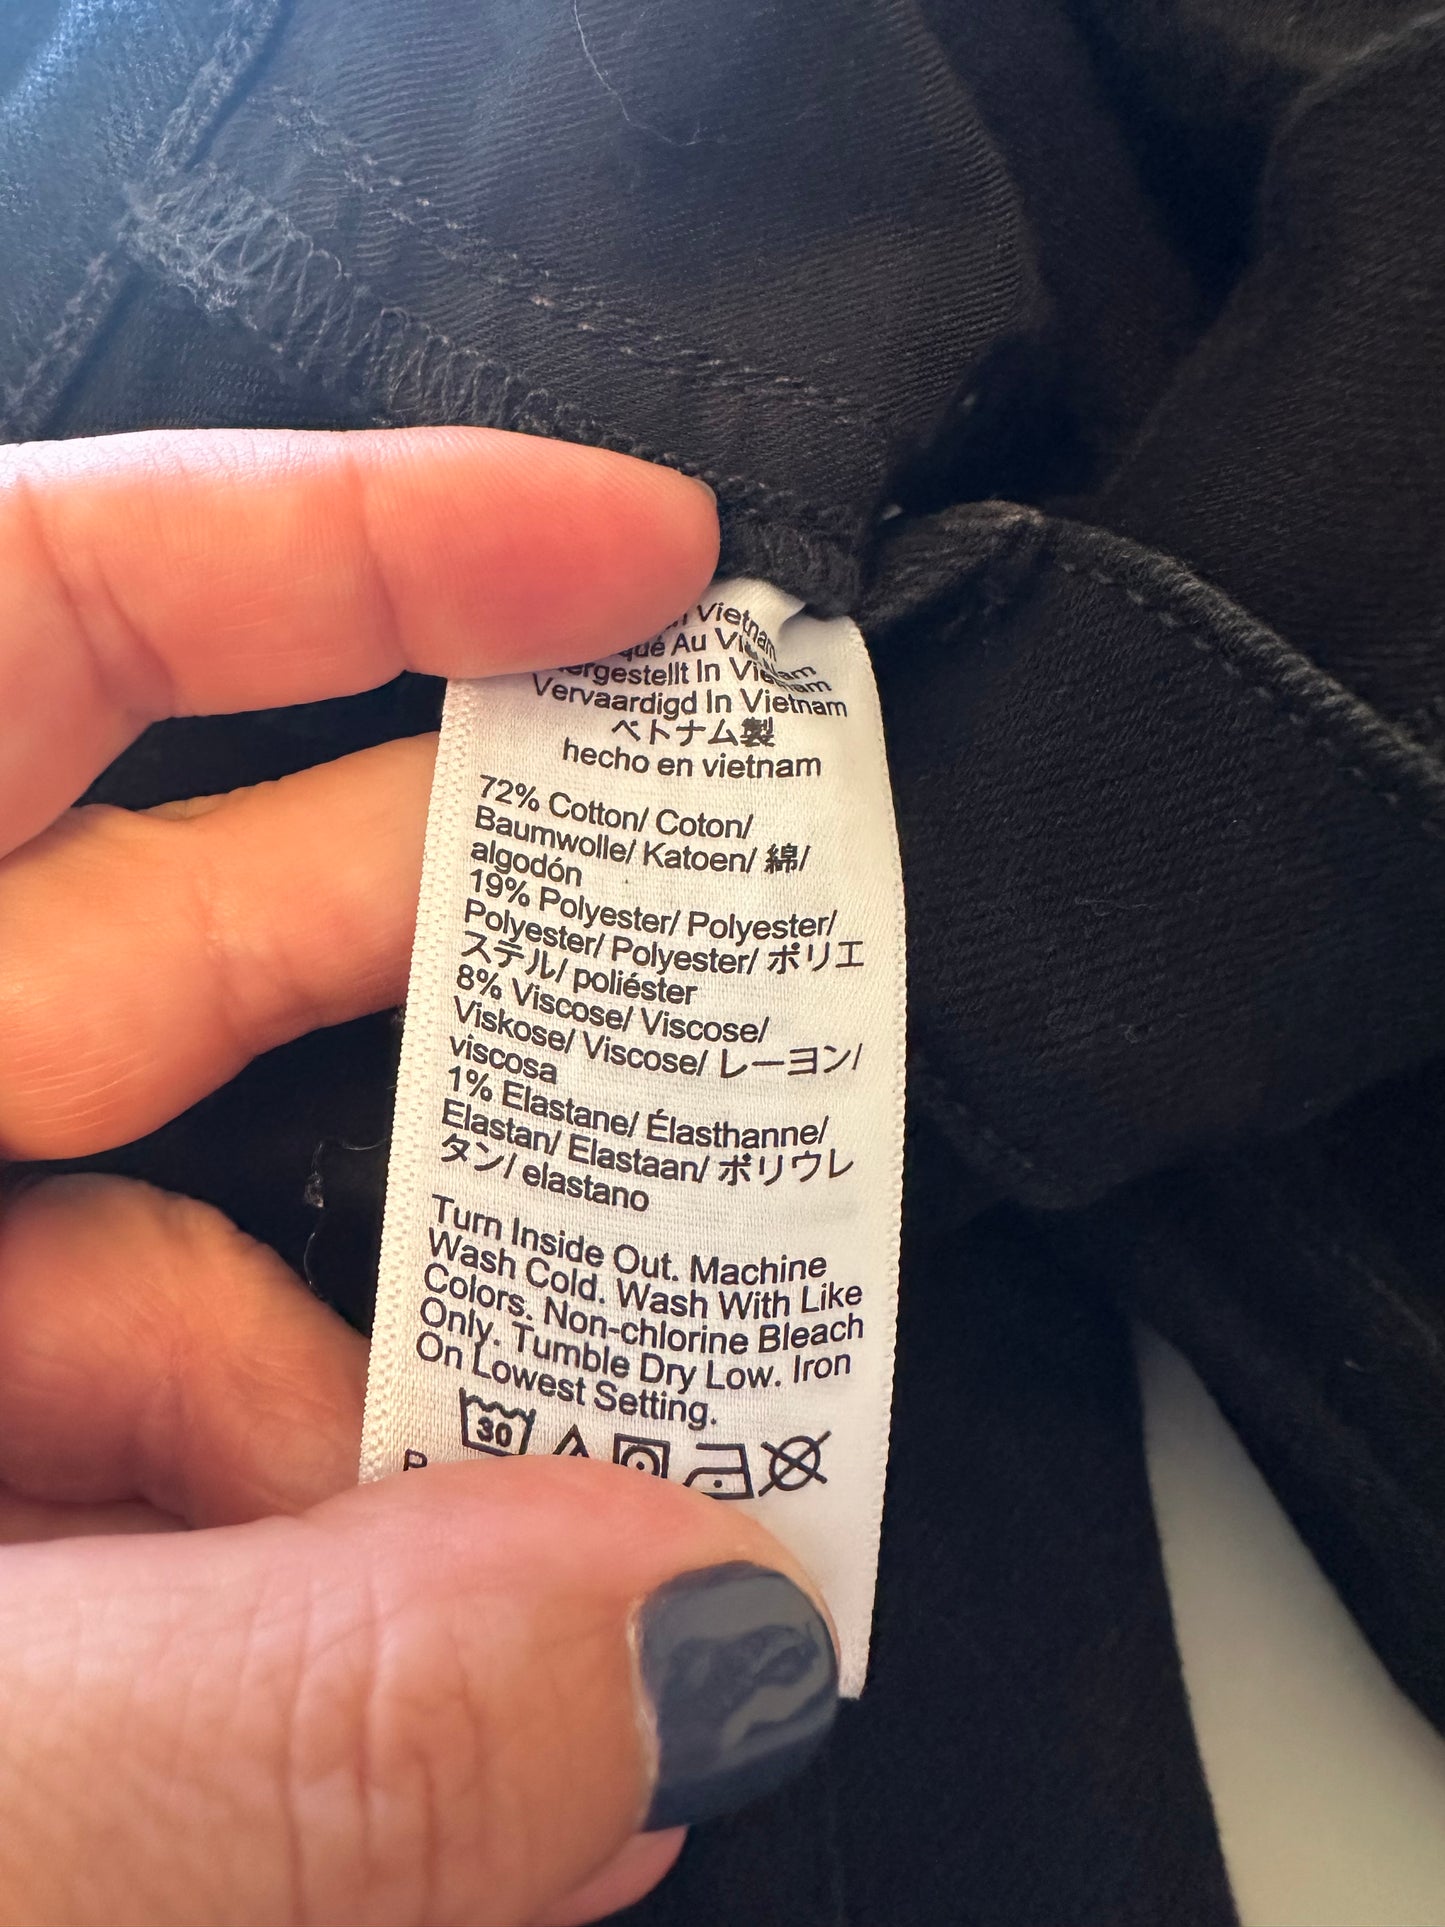 Vietnam
Au
In
Vervaardigd In Vietnam
ベトナム製
hecho en vietnam
72% Cotton/ Coton/
Baumwolle/ Katoen/ 綿/
algodón
19% Polyester/ Polyester/
Polyester/ Polyester/ ポリエ
ステル/ poliéster
8% Viscose/ Viscose/
Viskose/ Viscose/ レーヨン/
viscosa
1% Elastane/ Élasthanne/
Elastan/ Elastaan/ ポリウレ
タン/ elastano
Turn Inside Out. Machine
Wash Cold. Wash With Like
Colors. Non-chlorine Bleach
Only. Tumble Dry Low. Iron
On Lowest Setting.
30